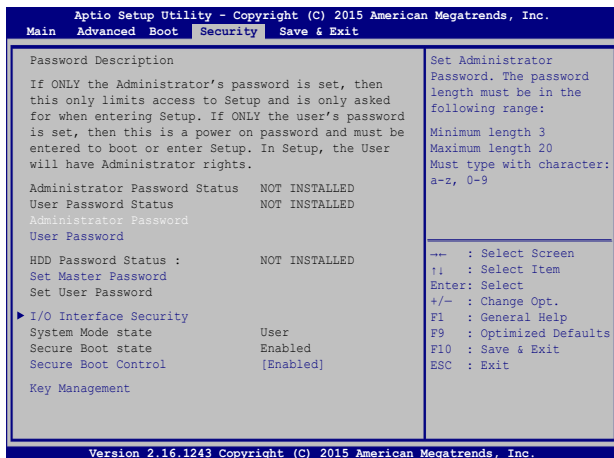 Aptio Setup Utility - Copyright (C) 2015 American Megatrends, Inc.
Main Advanced Boot Security Save & Exit
Password Description
If ONLY the Administrator's password is set, then
this only limits access to Setup and is only asked
for when entering Setup. If ONLY the user's password
is set, then this is a power on password and must be
entered to boot or enter Setup. In Setup, the User
will have Administrator rights.
Administrator Password Status NOT INSTALLED
User Password Status NOT INSTALLED
Administrator Password
User Password
HDD Password Status : NOT INSTALLED
Set Master Password
Set User Password
I/O Interface Security
System Mode state User
Secure Boot state Enabled
Secure Boot Control [Enabled]
Key Management
Set Administrator
Password. The password
length must be in the
following range:
Minimum length 3
Maximum length 20
Must type with character:
a-z, 0-9
→← : Select Screen
↑↓ : Select Item
Enter: Select
+/— : Change Opt.
F1 : General Help
F9 : Optimized Defaults
F10 : Save & Exit
ESC : Exit
Version 2.16.1243 Copyright (C) 2015 American Megatrends, Inc.